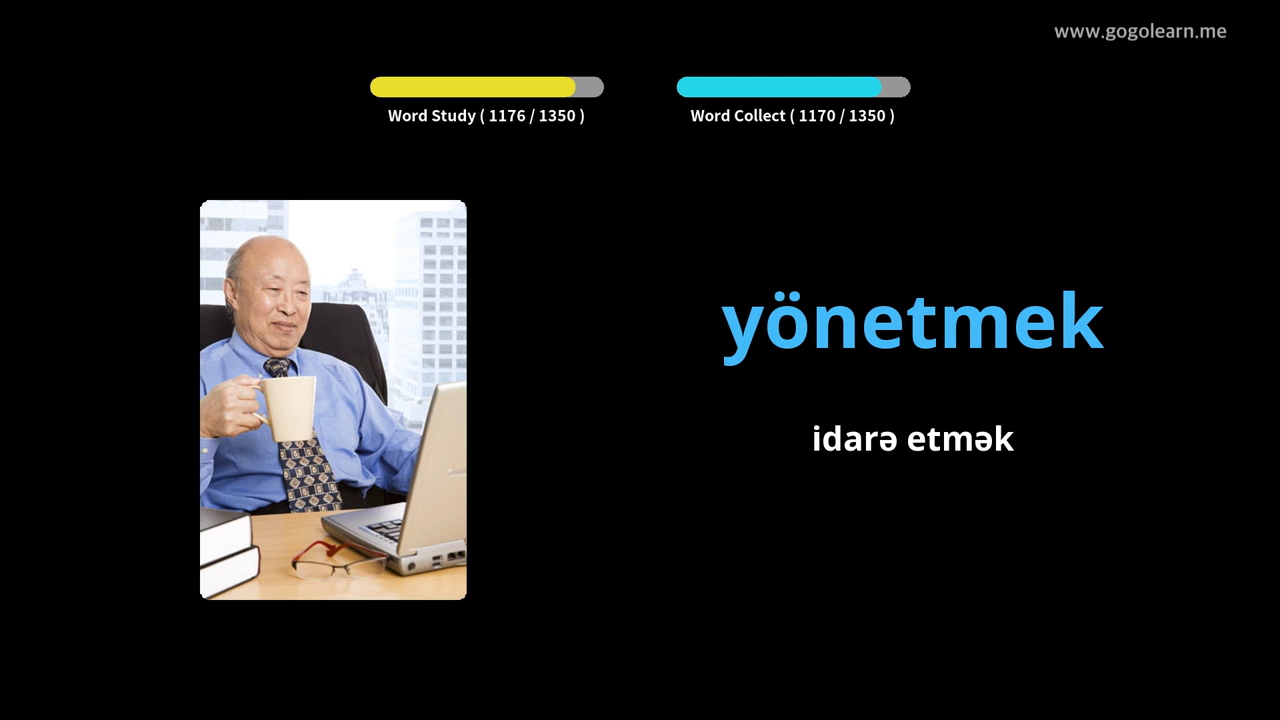 www.gogolearn.me
Word Study ( 1176 / 1350 )
Word Collect ( 1170 / 1350 )
yönetmek
idarə etmək